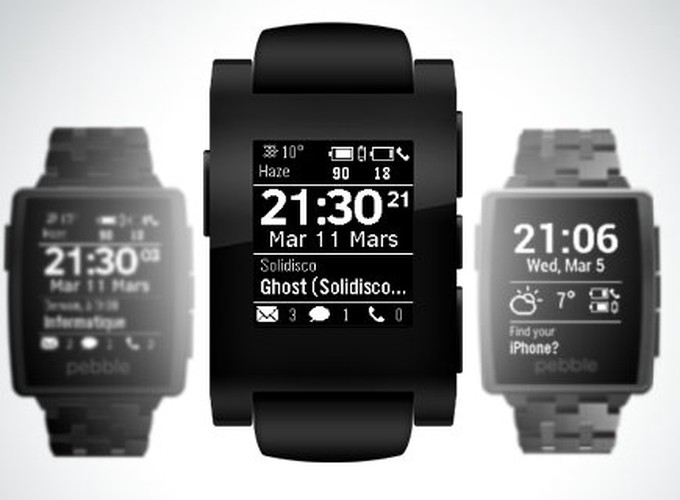 10°
Haze 90 18
21:30 21
Mar 11 Mars
Solidisco
Ghost (Solidisco...
3 1 0
21:30 03
Mar 11 Mars
Informatique
pebble
21:06
Wed, Mar 5
7°
Find your
iPhone?
pebble